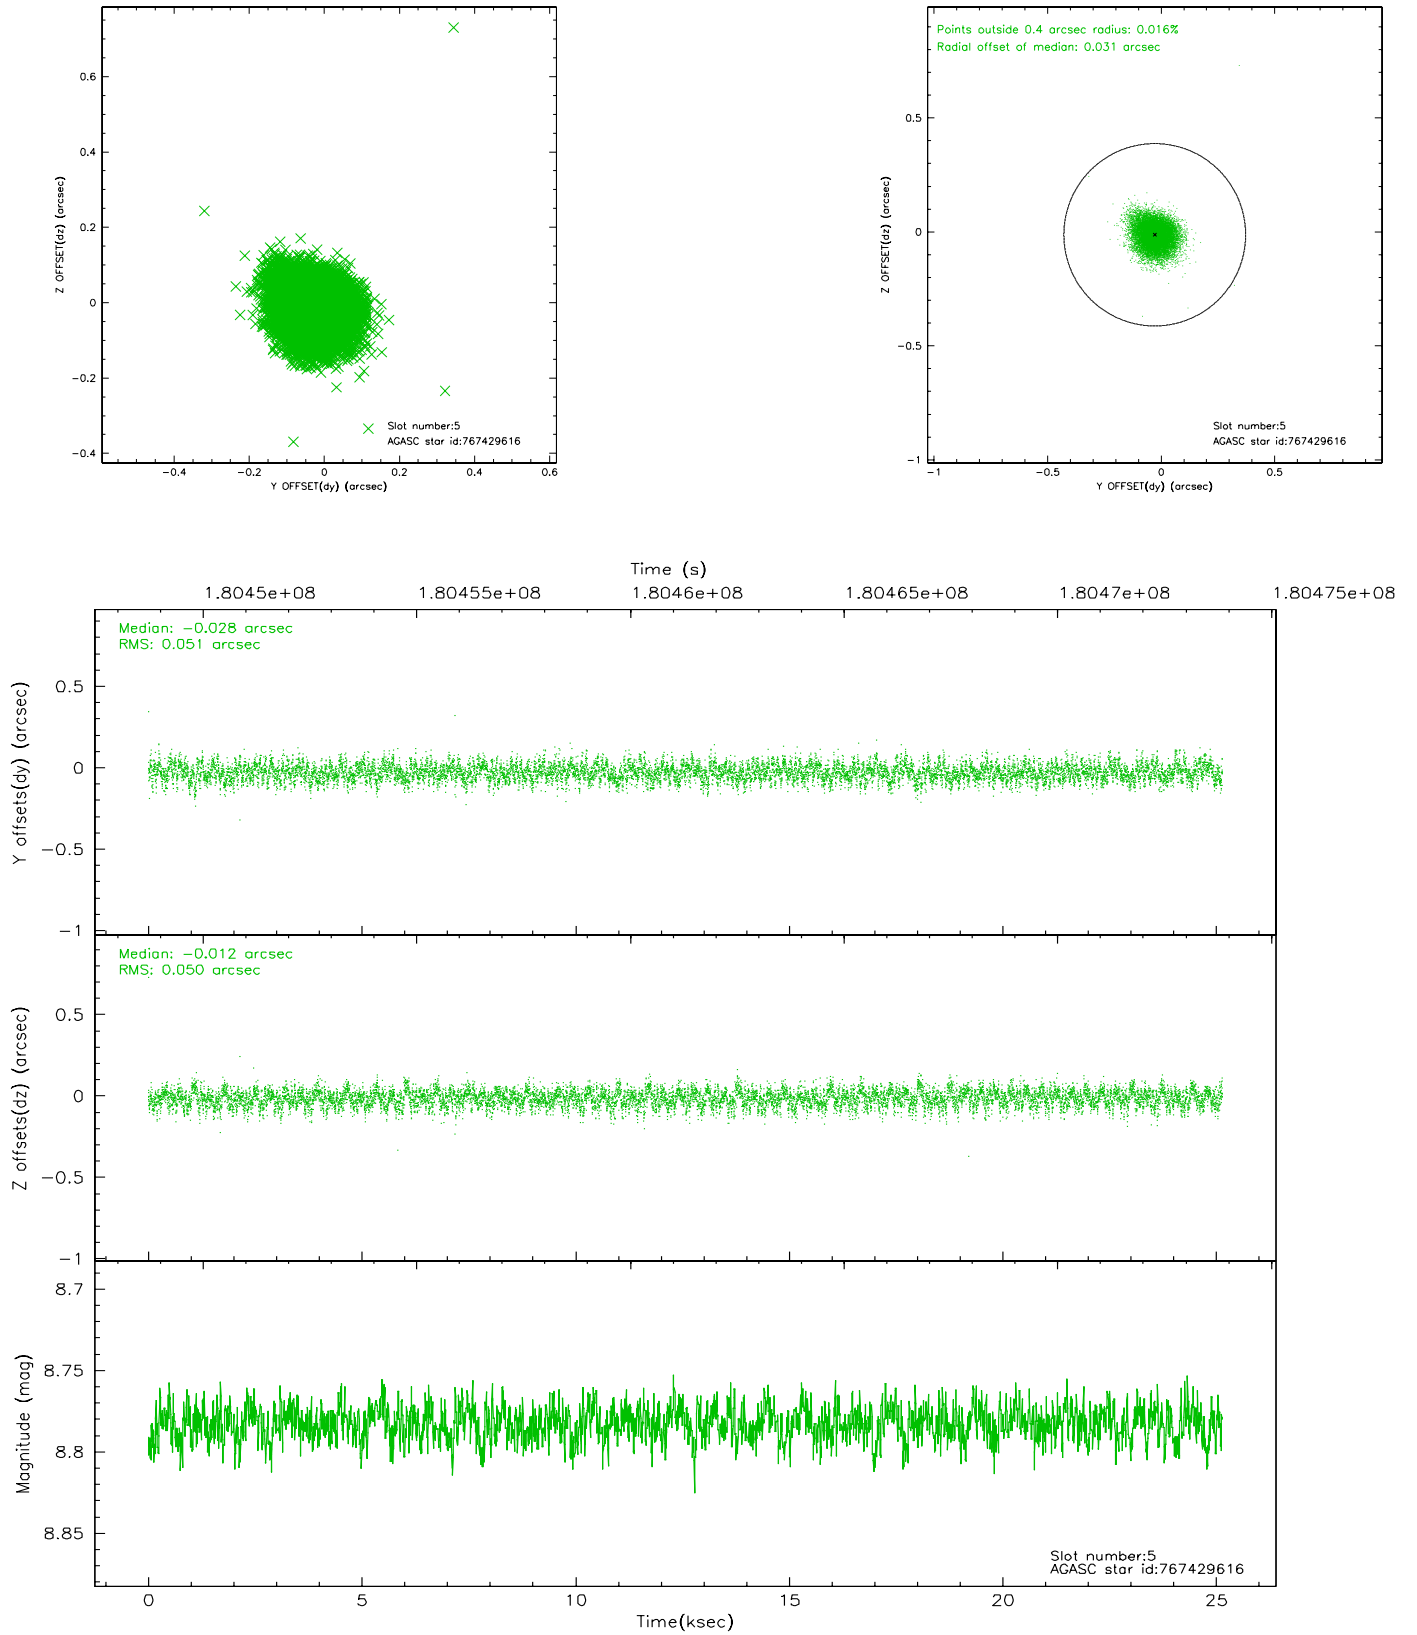 0.6
0.4
0.2
0
−0.2
−0.4
Z OFFSET(dz) (arcsec)
Slot number:5
AGASC star id:767429616
−0.4 −0.2 0 0.2 0.4 0.6
Y OFFSET(dy) (arcsec)
Points outside 0.4 arcsec radius: 0.016%
Radial offset of median: 0.031 arcsec
0.5
0
−0.5
−1
Z OFFSET(dz) (arcsec)
Slot number:5
AGASC star id:767429616
−1 −0.5 0 0.5
Y OFFSET(dy) (arcsec)
Time (s)
1.8045e+08 1.80455e+08 1.8046e+08 1.80465e+08 1.8047e+08 1.80475e+08
Median: −0.028 arcsec
RMS: 0.051 arcsec
0.5
0
−0.5
−1
Y offsets(dy) (arcsec)
Median: −0.012 arcsec
RMS: 0.050 arcsec
0.5
0
−0.5
−1
Z offsets(dz) (arcsec)
8.7
8.75
8.8
8.85
Magnitude (mag)
Slot number:5
AGASC star id:767429616
0 5 10 15 20 25
Time(ksec)